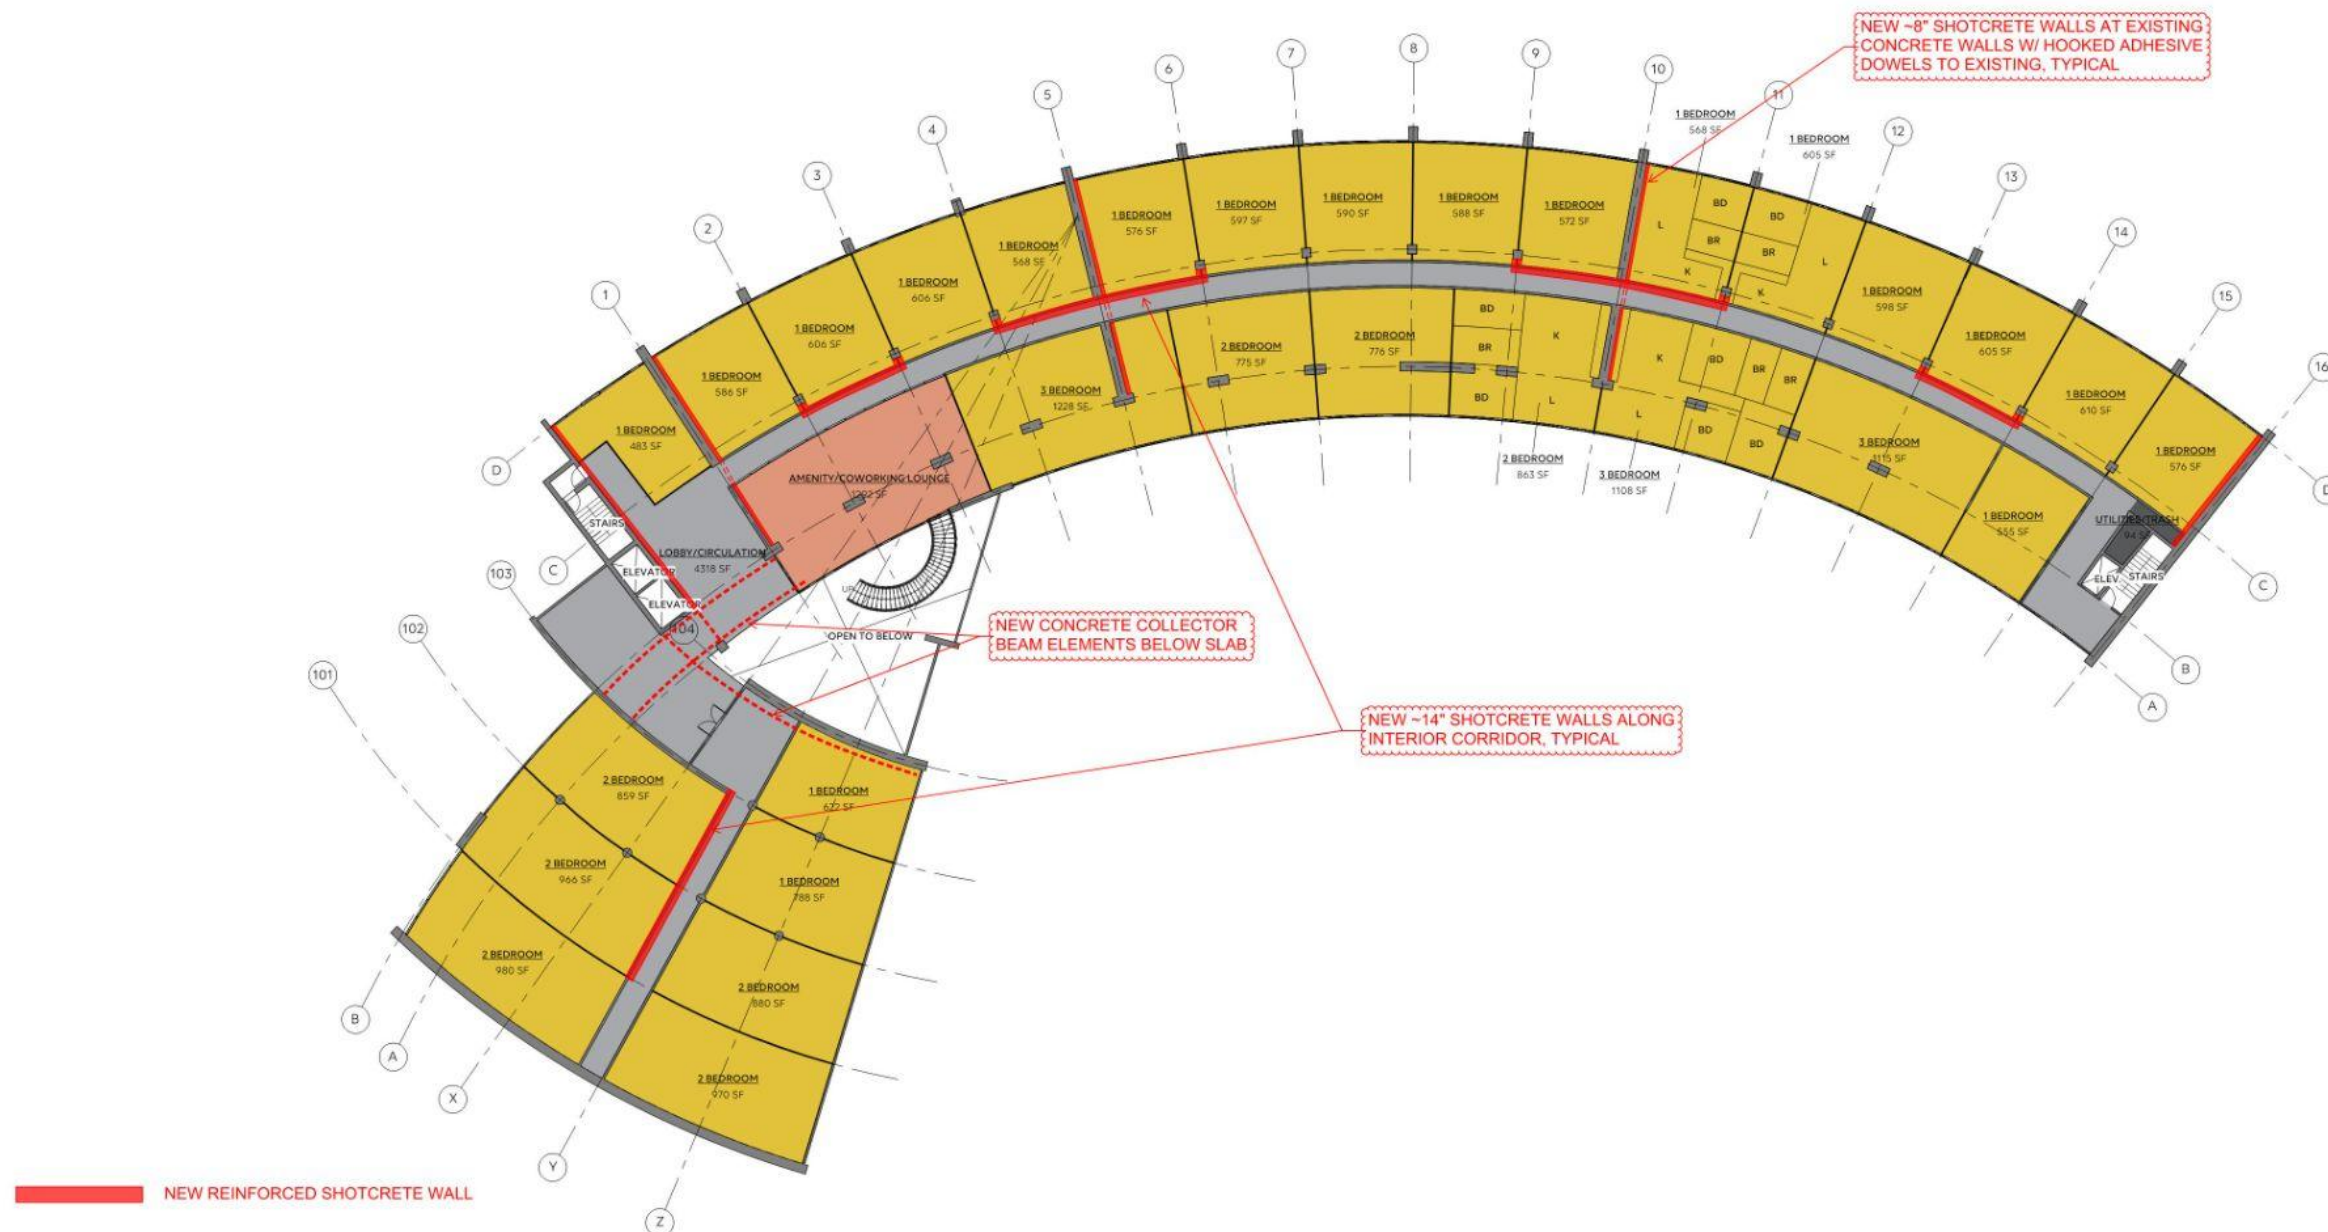 NEW ~8" SHOTCRETE WALLS AT EXISTING
CONCRETE WALLS W/ HOOKED ADHESIVE
DOWELS TO EXISTING, TYPICAL
1
2
3
4
5
6
7
8
9
10
11
12
13
14
15
16
D
C
B
A
D
C
103
102
101
104
B
A
X
Y
Z
1 BEDROOM
483 SF
1 BEDROOM
586 SF
1 BEDROOM
606 SF
1 BEDROOM
606 SF
1 BEDROOM
568 SF
1 BEDROOM
576 SF
1 BEDROOM
597 SF
1 BEDROOM
590 SF
1 BEDROOM
588 SF
1 BEDROOM
572 SF
1 BEDROOM
568 SF
1 BEDROOM
605 SF
L
BD
BR
K
BD
BR
L
K
1 BEDROOM
598 SF
1 BEDROOM
605 SF
1 BEDROOM
610 SF
1 BEDROOM
576 SF
AMENITY/COWORKING LOUNGE
1292 SF
3 BEDROOM
1228 SF
2 BEDROOM
775 SF
2 BEDROOM
776 SF
BD
BR
BD
K
L
2 BEDROOM
863 SF
K
L
BD
BR
BR
BD
BD
3 BEDROOM
1108 SF
3 BEDROOM
1115 SF
1 BEDROOM
555 SF
UTILITIES/TRASH
94 SF
ELEV.
STAIRS
STAIRS
LOBBY/CIRCULATION
4318 SF
ELEVATOR
ELEVATOR
UP
OPEN TO BELOW
NEW CONCRETE COLLECTOR
BEAM ELEMENTS BELOW SLAB
NEW ~14" SHOTCRETE WALLS ALONG
INTERIOR CORRIDOR, TYPICAL
2 BEDROOM
859 SF
2 BEDROOM
966 SF
2 BEDROOM
980 SF
1 BEDROOM
622 SF
1 BEDROOM
788 SF
2 BEDROOM
880 SF
2 BEDROOM
970 SF
NEW REINFORCED SHOTCRETE WALL